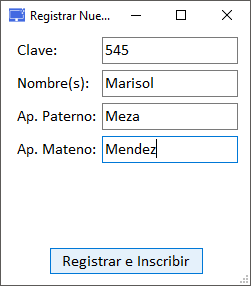 Registrar Nue...
Clave: 545
Nombre(s): Marisol
Ap. Paterno: Meza
Ap. Mateno: Mendez
Registrar e Inscribir